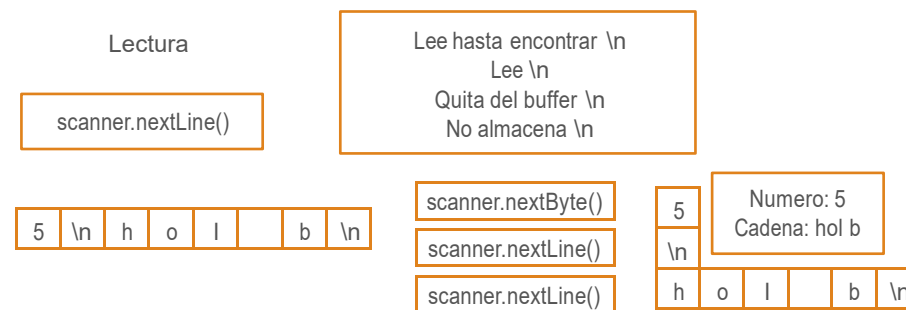 Lectura
scanner.nextLine()
Lee hasta encontrar \n
Lee \n
Quita del buffer \n
No almacena \n
5 \n h o l b \n
scanner.nextByte()
scanner.nextLine()
scanner.nextLine()
5
\n
h o l b \n
Numero: 5
Cadena: hol b